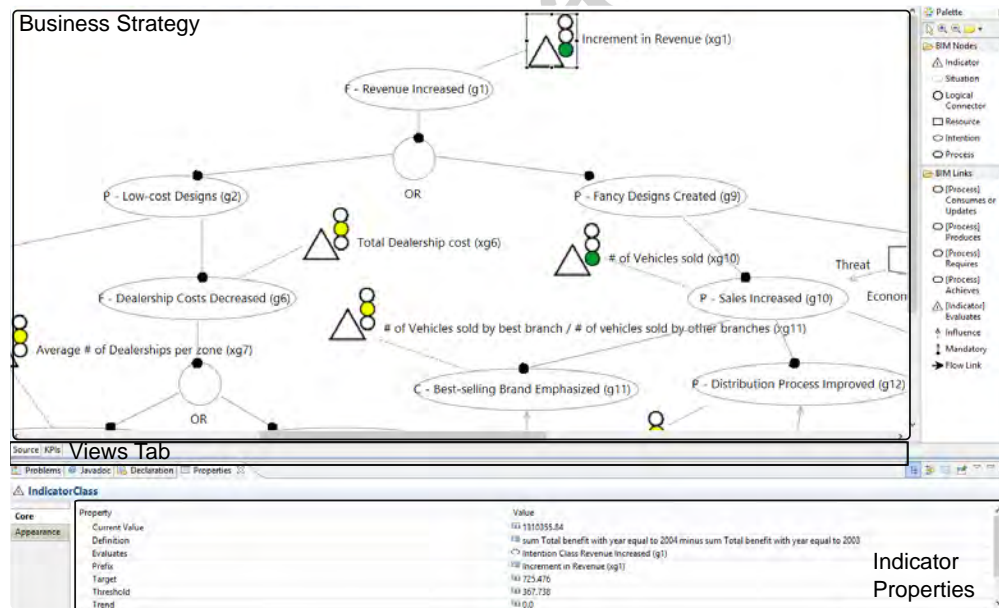 Business Strategy
Increment in Revenue (xg1)
F - Revenue Increased (g1)
OR
P - Low-cost Designs (g2)
P - Fancy Designs Created (g9)
Total Dealership cost (xg6)
# of Vehicles sold (xg10)
Threat
F - Dealership Costs Decreased (g6)
P - Sales Increased (g10)
Econon
# of Vehicles sold by best branch / # of vehicles sold by other branches (xg11)
Average # of Dealerships per zone (xg7)
C - Best-selling Brand Emphasized (g11)
P - Distribution Process Improved (g12)
OR
Palette
BIM Nodes
Indicator
Situation
Logical
Connector
Resource
Intention
Process
BIM Links
[Process]
Consumes or
Updates
[Process]
Produces
[Process]
Requires
[Process]
Achieves
[Indicator]
Evaluates
Influence
Mandatory
Flow Link
Source KPIs
Views Tab
Problems @ Javadoc Declaration Properties
IndicatorClass
Core
Appearance
Property Value
Current Value 1310355.84
Definition sum Total benefit with year equal to 2004 minus sum Total benefit with year equal to 2003
Evaluates Intention Class Revenue Increased (g1)
Prefix Increment in Revenue (xg1)
Target 725.476
Threshold 367.738
Trend 0.0
Indicator
Properties